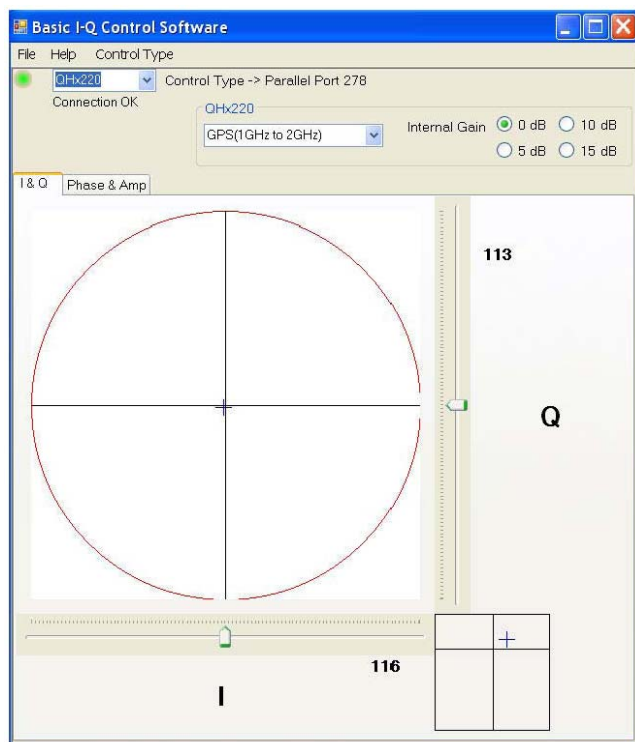 Basic I-Q Control Software
File Help Control Type
QHx220 Control Type -> Parallel Port 278
Connection OK
QHx220
GPS(1GHz to 2GHz)
Internal Gain 0 dB 10 dB
5 dB 15 dB
I & Q Phase & Amp
113
Q
116
I